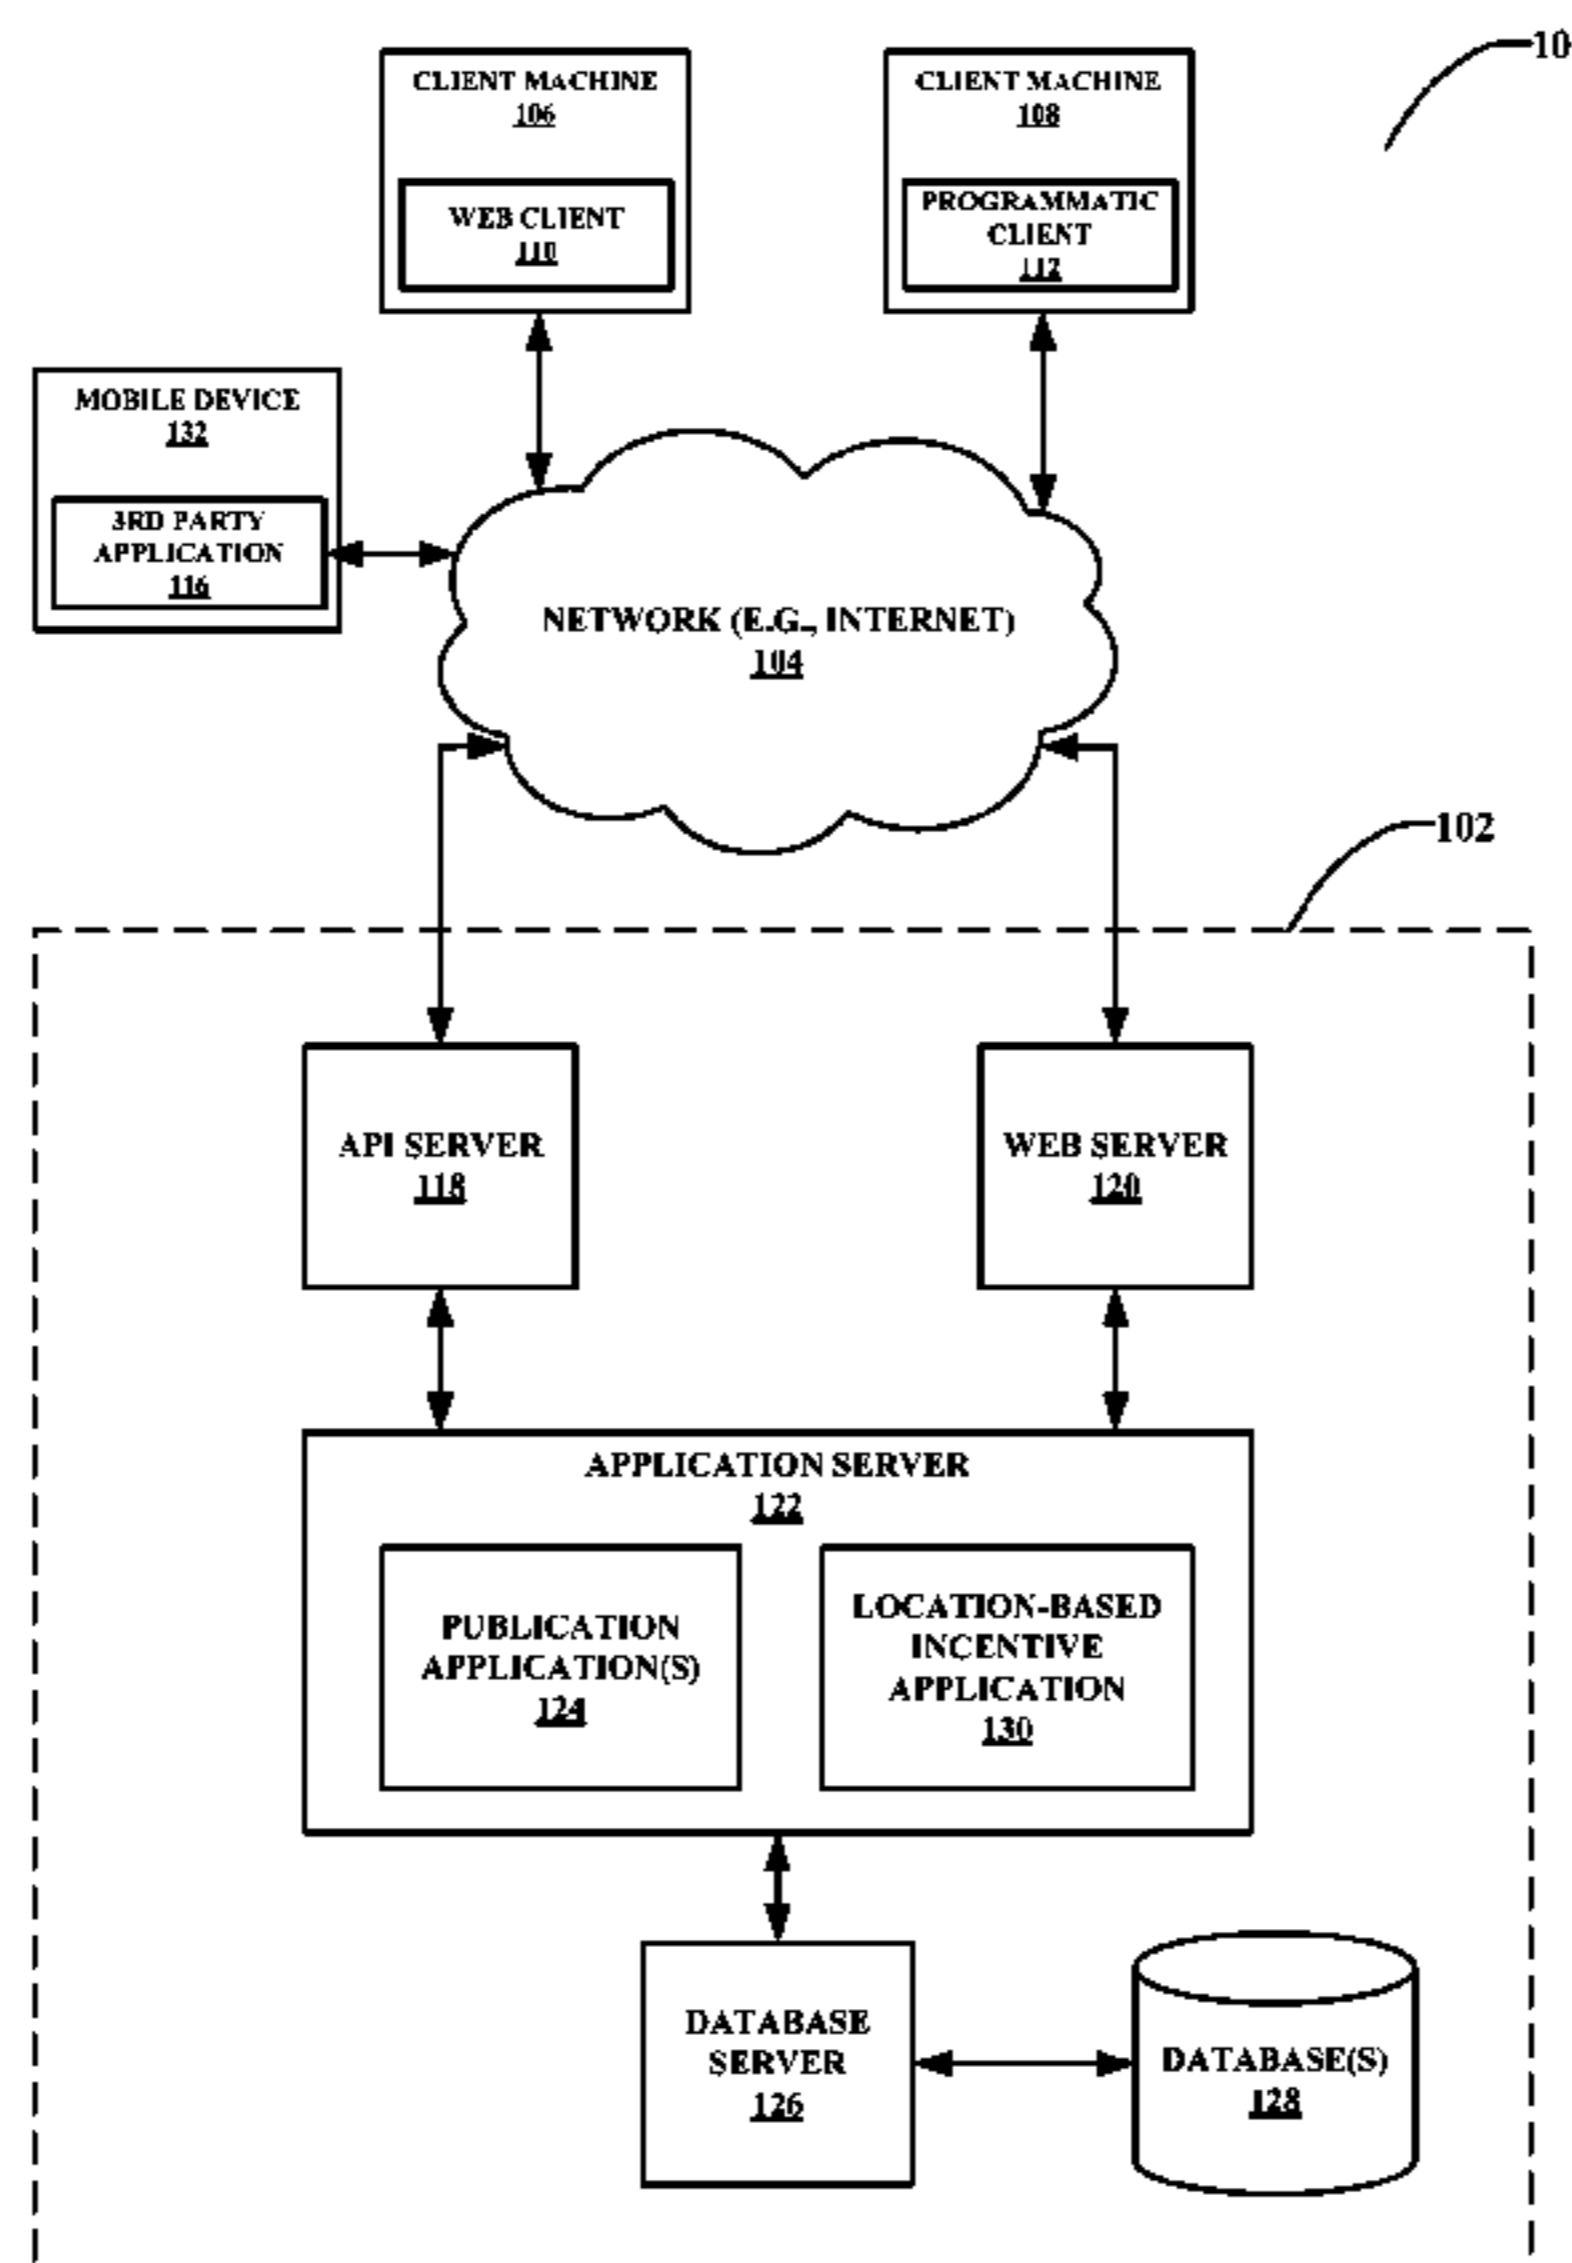 10
CLIENT MACHINE
106
WEB CLIENT
110
CLIENT MACHINE
108
PROGRAMMATIC
CLIENT
112
MOBILE DEVICE
132
3RD PARTY
APPLICATION
116
NETWORK (E.G., INTERNET)
104
102
API SERVER
118
WEB SERVER
120
APPLICATION SERVER
122
PUBLICATION
APPLICATION(S)
124
LOCATION-BASED
INCENTIVE
APPLICATION
130
DATABASE
SERVER
126
DATABASE(S)
128